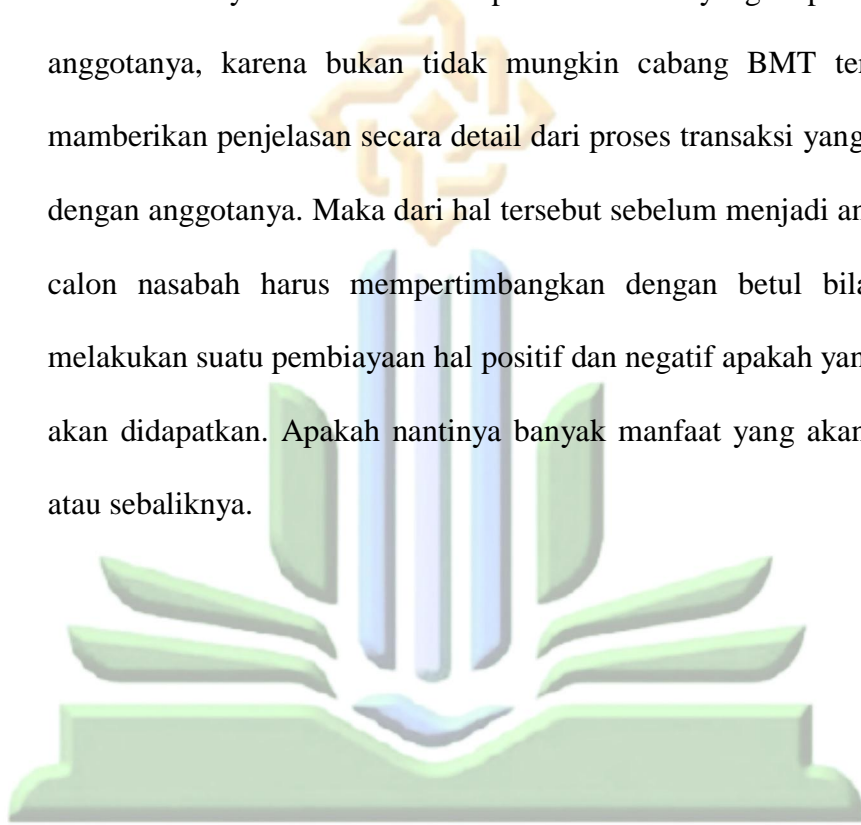 anggotanya, karena bukan tidak mungkin cabang BMT
mamberikan penjelasan secara detail dari proses transaksi yang
dengan anggotanya. Maka dari hal tersebut sebelum menjadi
calon nasabah harus mempertimbangkan dengan betul bila
melakukan suatu pembiayaan hal positif dan negatif apakah
akan didapatkan. Apakah nantinya banyak manfaat yang akan
atau sebaliknya.